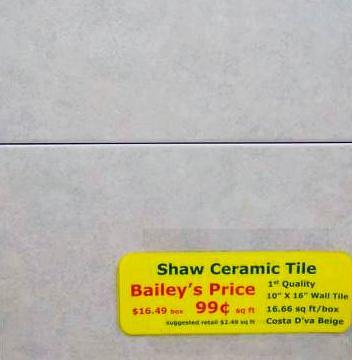 Shaw Ceramic Tile
Bailey's Price
$16.49 box 99¢ sq ft
suggested retail $2.49 sq ft
1st Quality
10" X 16" Wall Tile
16.66 sq ft/box
Costa D'va Beige